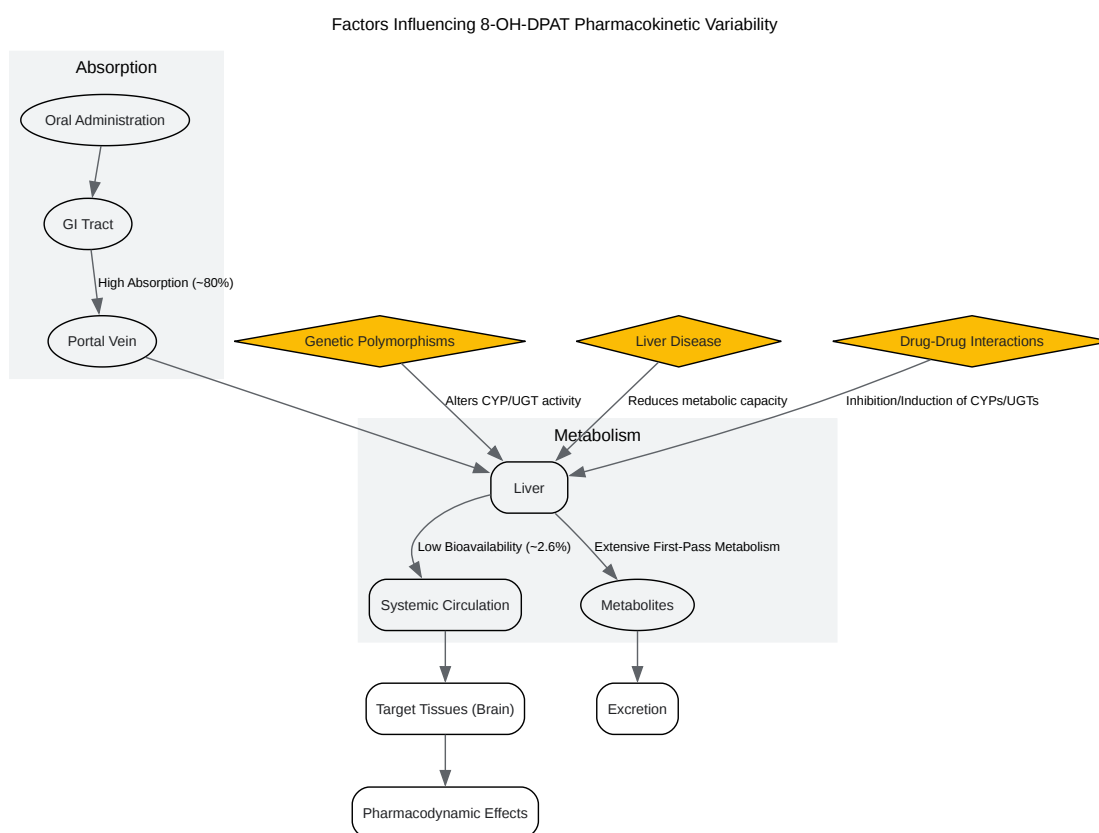 Factors Influencing 8-OH-DPAT Pharmacokinetic Variability
Absorption
Oral Administration
GI Tract
High Absorption (~80%)
Portal Vein
Genetic Polymorphisms
Liver Disease
Drug-Drug Interactions
Alters CYP/UGT activity
Reduces metabolic capacity
Inhibition/Induction of CYPs/UGTs
Metabolism
Liver
Low Bioavailability (~2.6%)
Extensive First-Pass Metabolism
Systemic Circulation
Metabolites
Target Tissues (Brain)
Excretion
Pharmacodynamic Effects